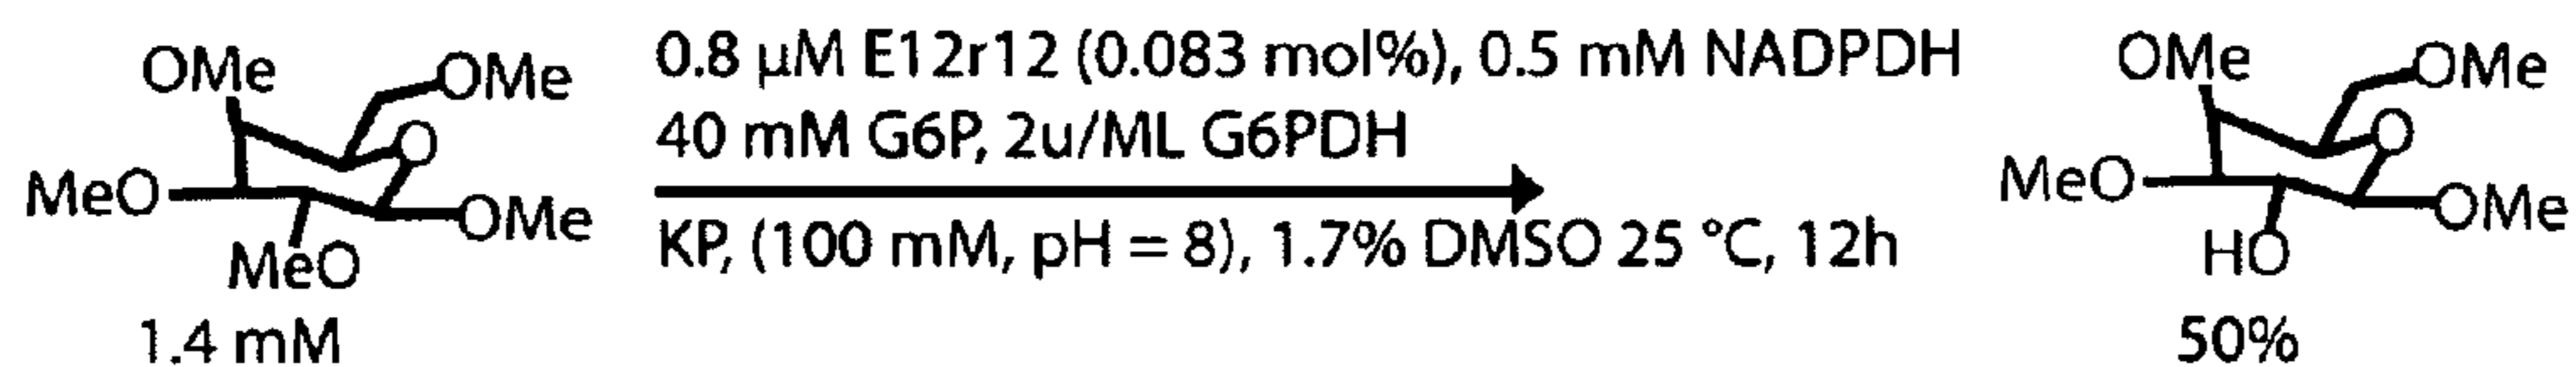 OMe
OMe
O
MeO
OMe
MeO
1.4 mM
0.8 μM E12r12 (0.083 mol%), 0.5 mM NADPDH
40 mM G6P, 2u/ML G6PDH
KP, (100 mM, pH = 8), 1.7% DMSO 25 °C, 12h
OMe
OMe
O
MeO
OMe
HO
50%